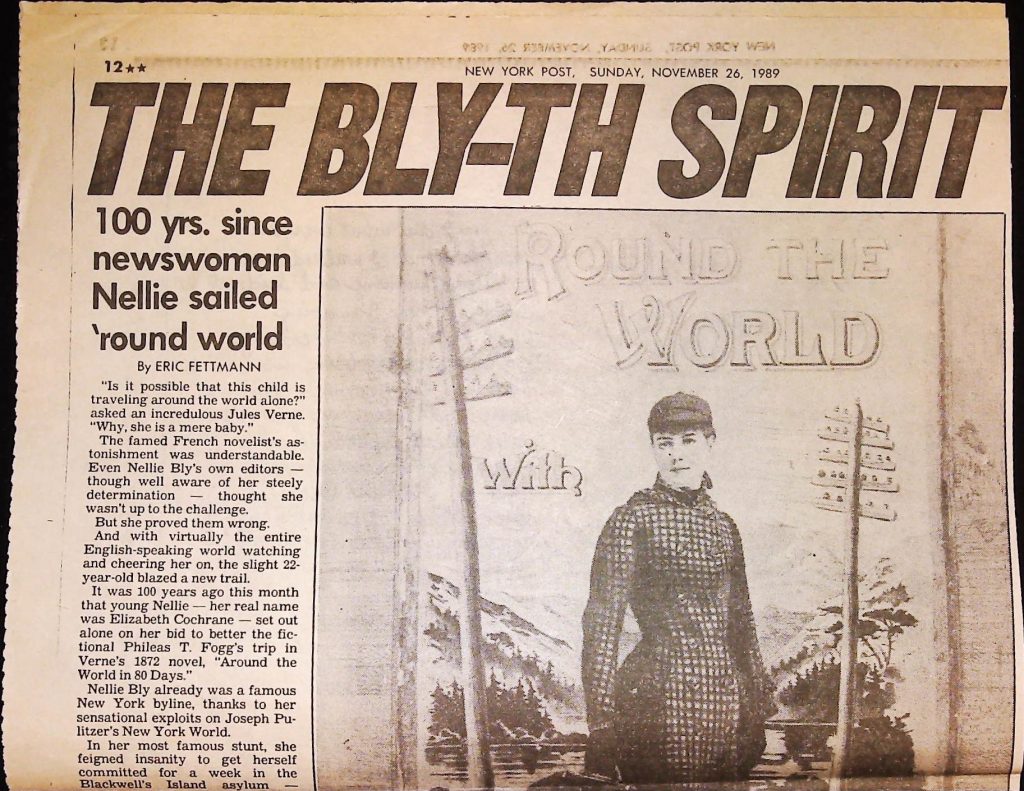 12★★
NEW YORK POST, SUNDAY, NOVEMBER 26, 1989
THE BLY-TH SPIRIT
100 yrs. since
newswoman
Nellie sailed
'round world
By ERIC FETTMANN
"Is it possible that this child is
traveling around the world alone?"
asked an incredulous Jules Verne.
"Why, she is a mere baby."
The famed French novelist's as-
tonishment was understandable.
Even Nellie Bly's own editors —
though well aware of her steely
determination — thought she
wasn't up to the challenge.
But she proved them wrong.
And with virtually the entire
English-speaking world watching
and cheering her on, the slight 22-
year-old blazed a new trail.
It was 100 years ago this month
that young Nellie — her real name
was Elizabeth Cochrane — set out
alone on her bid to better the fic-
tional Phileas T. Fogg's trip in
Verne's 1872 novel, "Around the
World in 80 Days."
Nellie Bly already was a famous
New York byline, thanks to her
sensational exploits on Joseph Pu-
litzer's New York World.
In her most famous stunt, she
feigned insanity to get herself
committed for a week in the
Blackwell's Island asylum —
ROUND THE
WORLD
With